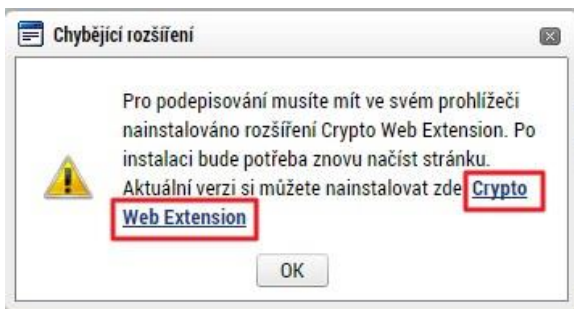 Chybějící rozšíření
Pro podepisování musíte mít ve svém prohlížeči
nainstalováno rozšíření Crypto Web Extension. Po
instalaci bude potřeba znovu načíst stránku.
Aktuální verzi si můžete nainstalovat zde Crypto
Web Extension
OK